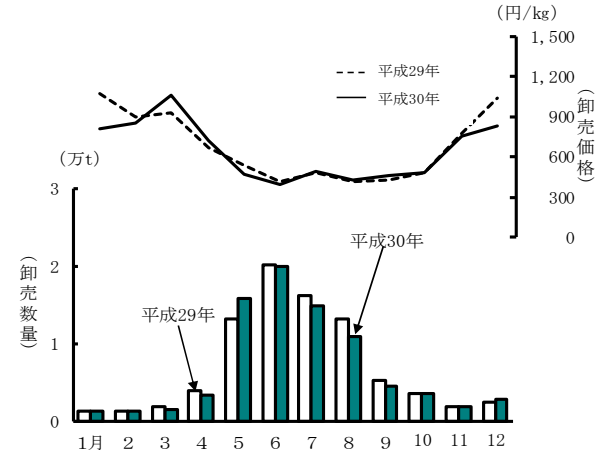 (円/kg)
1,500
平成29年
1,200
平成30年
900
(卸売価格)
(万t)
600
3
300
0
平成30年
(卸売数量)
2
平成29年
1
0
1月 2 3 4 5 6 7 8 9 10 11 12